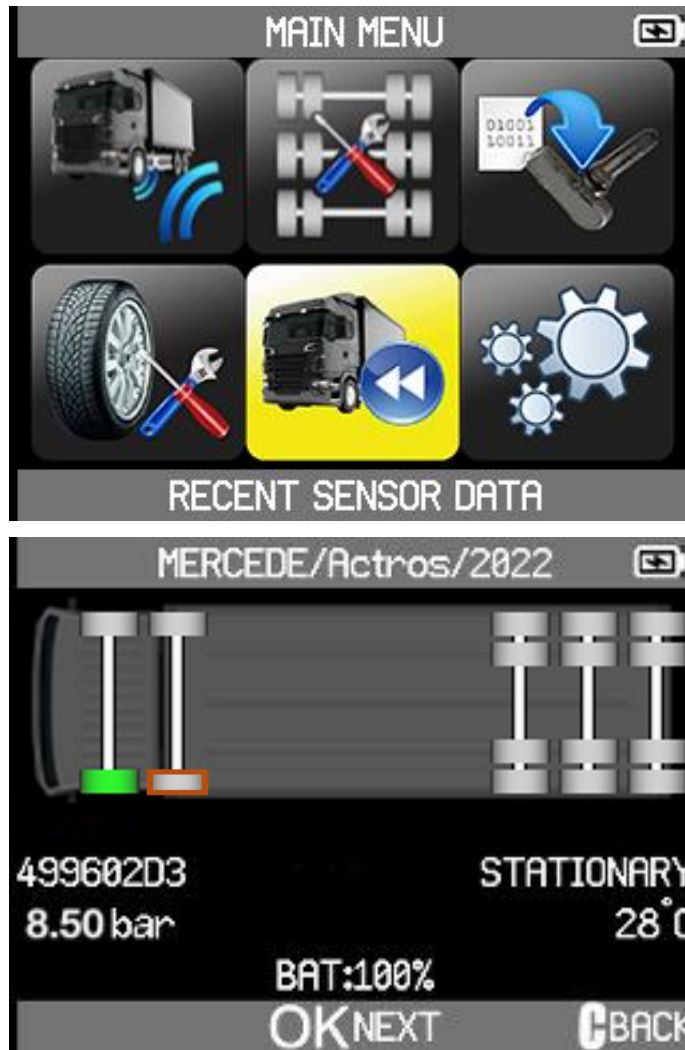 MAIN MENU
01001
10011
RECENT SENSOR DATA
MERCEDE/Actros/2022
499602D3 STATIONARY
8.50 bar 28°C
BAT:100%
OK NEXT C BACK